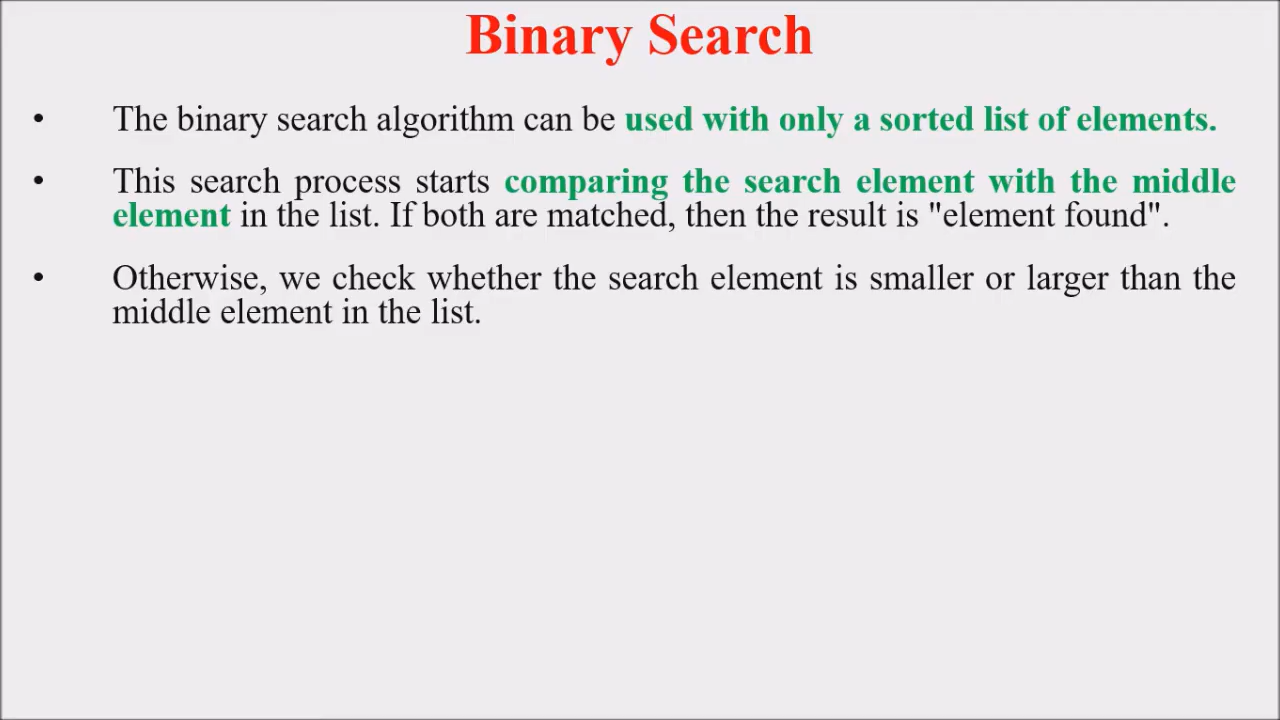 Binary Search
• The binary search algorithm can be used with only a sorted list of elements.
• This search process starts comparing the search element with the middle
element in the list. If both are matched, then the result is "element found".
• Otherwise, we check whether the search element is smaller or larger than the
middle element in the list.